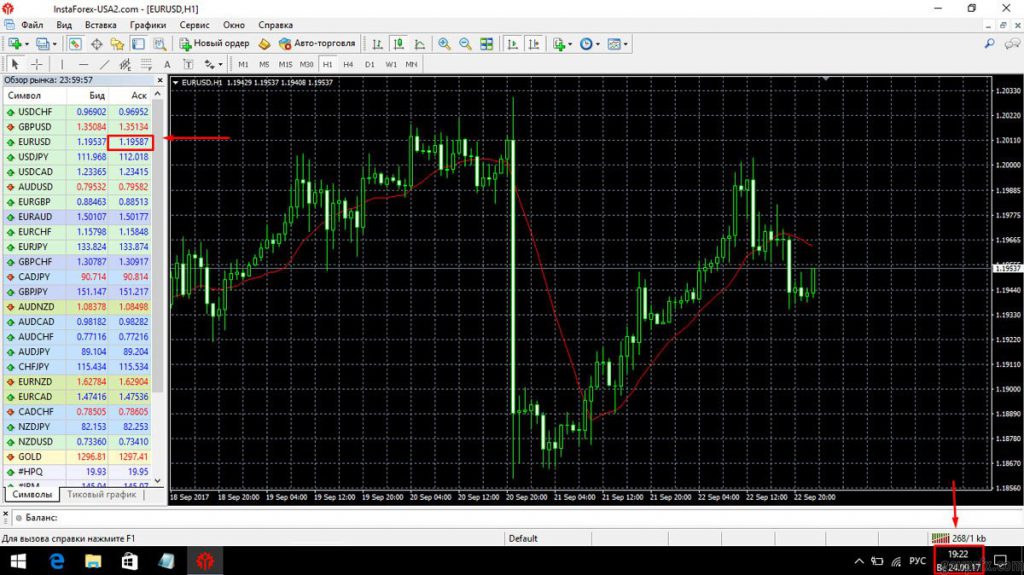 InstaForex-USA2.com - [EURUSD,H1]
Файл Вид Вставка Графики Сервис Окно Справка
Новый ордер Авто-торговля
A T M1 M5 M15 M30 H1 H4 D1 W1 MN
Обзор рынка: 23:59:57
Символ Бид Аск
USDCHF 0.96902 0.96952
GBPUSD 1.35084 1.35134
EURUSD 1.19537 1.19587
USDJPY 111.968 112.018
USDCAD 1.23365 1.23415
AUDUSD 0.79532 0.79582
EURGBP 0.88463 0.88513
EURAUD 1.50107 1.50177
EURCHF 1.15798 1.15848
EURJPY 133.824 133.874
GBPCHF 1.30787 1.30917
CADJPY 90.714 90.814
GBPJPY 151.147 151.217
AUDNZD 1.08378 1.08498
AUDCAD 0.98182 0.98282
AUDCHF 0.77116 0.77216
AUDJPY 89.104 89.204
CHFJPY 115.434 115.534
EURNZD 1.62784 1.62904
EURCAD 1.47416 1.47536
CADCHF 0.78505 0.78605
NZDJPY 82.153 82.253
NZDUSD 0.73360 0.73410
GOLD 1296.81 1297.41
#HPQ 19.93 19.95
Символы Тиковый график
EURUSD,H1 1.19429 1.19537 1.19408 1.19537
1.20330
1.20220
1.20110
1.20000
1.19885
1.19775
1.19665
1.19537
1.19440
1.19330
1.19220
1.19110
1.19000
1.18890
1.18780
1.18670
1.18560
18 Sep 2017 18 Sep 20:00 19 Sep 04:00 19 Sep 12:00 19 Sep 20:00 20 Sep 04:00 20 Sep 12:00 20 Sep 20:00 21 Sep 04:00 21 Sep 12:00 21 Sep 20:00 22 Sep 04:00 22 Sep 12:00 22 Sep 20:00
Баланс:
Для вызова справки нажмите F1 Default 268/1 kb
РУС 19:22
Вс 24.09.17